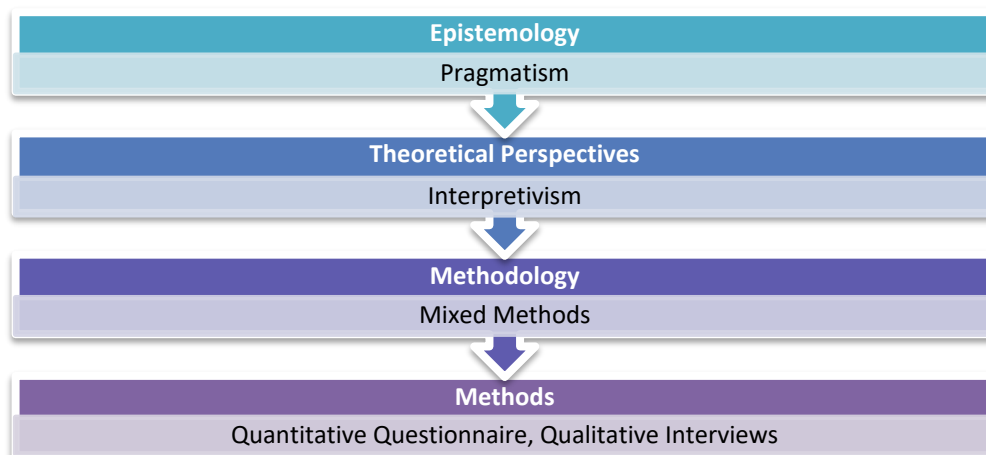 Epistemology
Pragmatism
Theoretical Perspectives
Interpretivism
Methodology
Mixed Methods
Methods
Quantitative Questionnaire, Qualitative Interviews